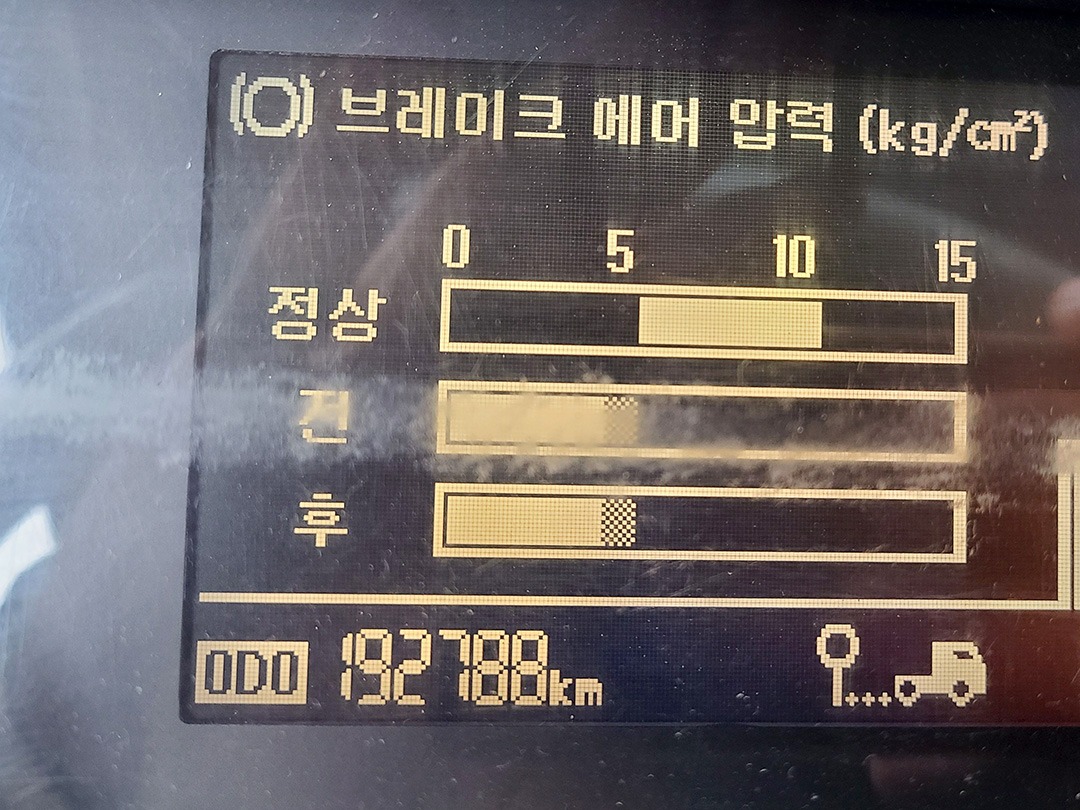 브레이크 에어 압력 (kg/cm²)
0 5 10 15
정상
전
후
ODO 192788km